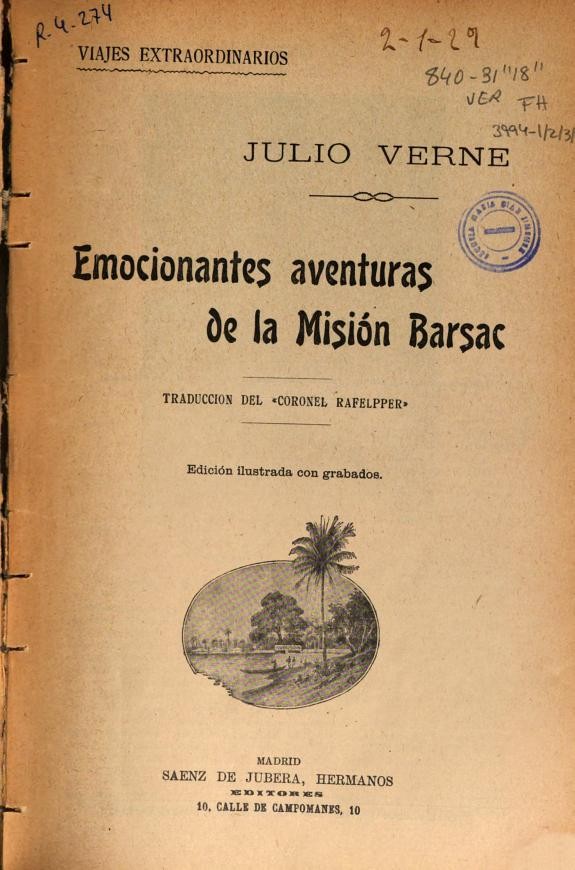 R-4-274
VIAJES EXTRAORDINARIOS
2-1-29
840-31"18"
VER FH
3994-1/2/3/
JULIO VERNE
Emocionantes aventuras
de la Misión Barsac
TRADUCCION DEL «CORONEL RAFELPPER»
Edición ilustrada con grabados.
MADRID
SAENZ DE JUBERA, HERMANOS
EDITORES
10, CALLE DE CAMPOMANES, 10